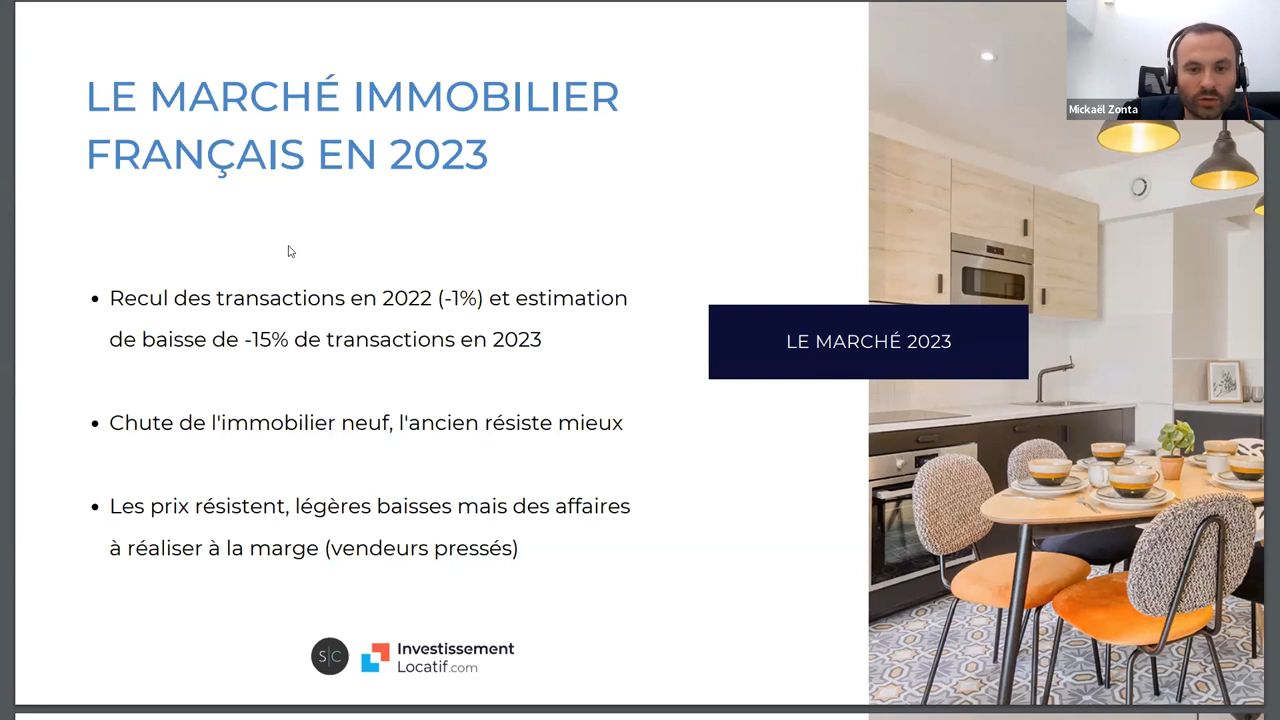 LE MARCHÉ IMMOBILIER
FRANÇAIS EN 2023
Mickaël Zonta
Recul des transactions en 2022 (-1%) et estimation
de baisse de -15% de transactions en 2023
LE MARCHÉ 2023
Chute de l'immobilier neuf, l'ancien résiste mieux
Les prix résistent, légères baisses mais des affaires
à réaliser à la marge (vendeurs pressés)
S|C
Investissement
Locatif.com